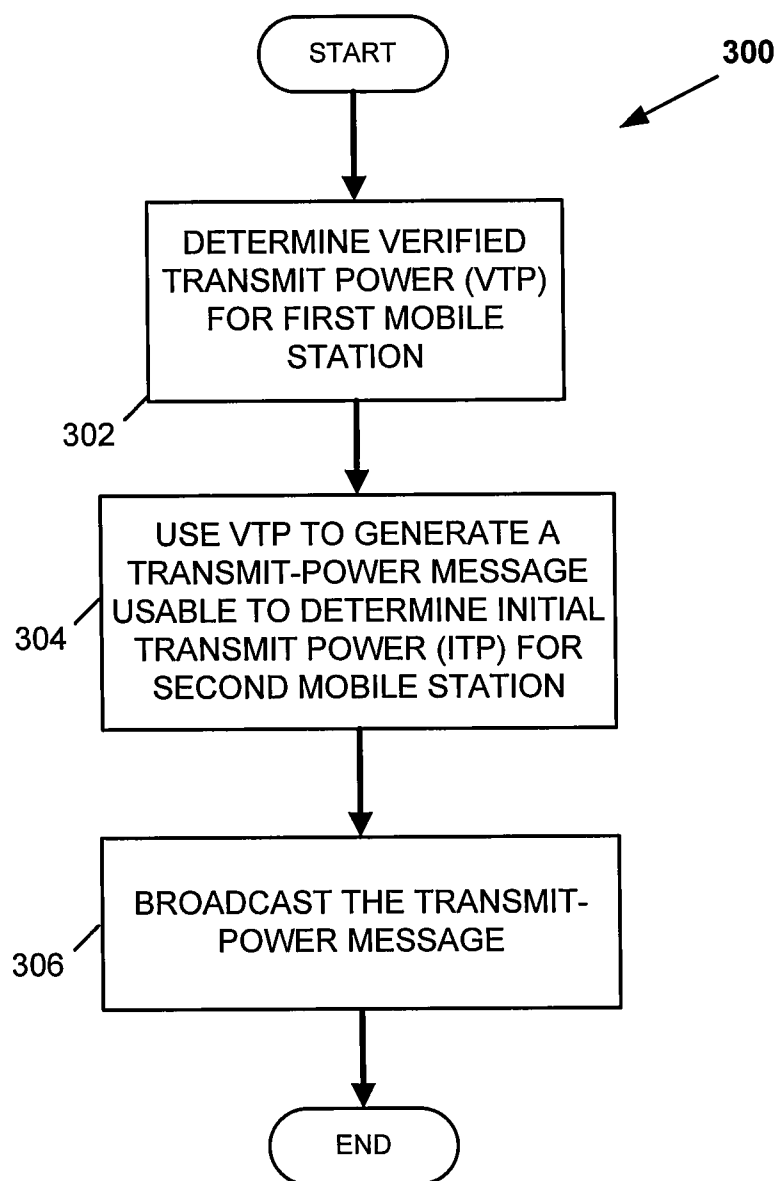 START
300
DETERMINE VERIFIED
TRANSMIT POWER (VTP)
FOR FIRST MOBILE
STATION
302
USE VTP TO GENERATE A
TRANSMIT-POWER MESSAGE
USABLE TO DETERMINE INITIAL
TRANSMIT POWER (ITP) FOR
SECOND MOBILE STATION
304
BROADCAST THE TRANSMIT-
POWER MESSAGE
306
END